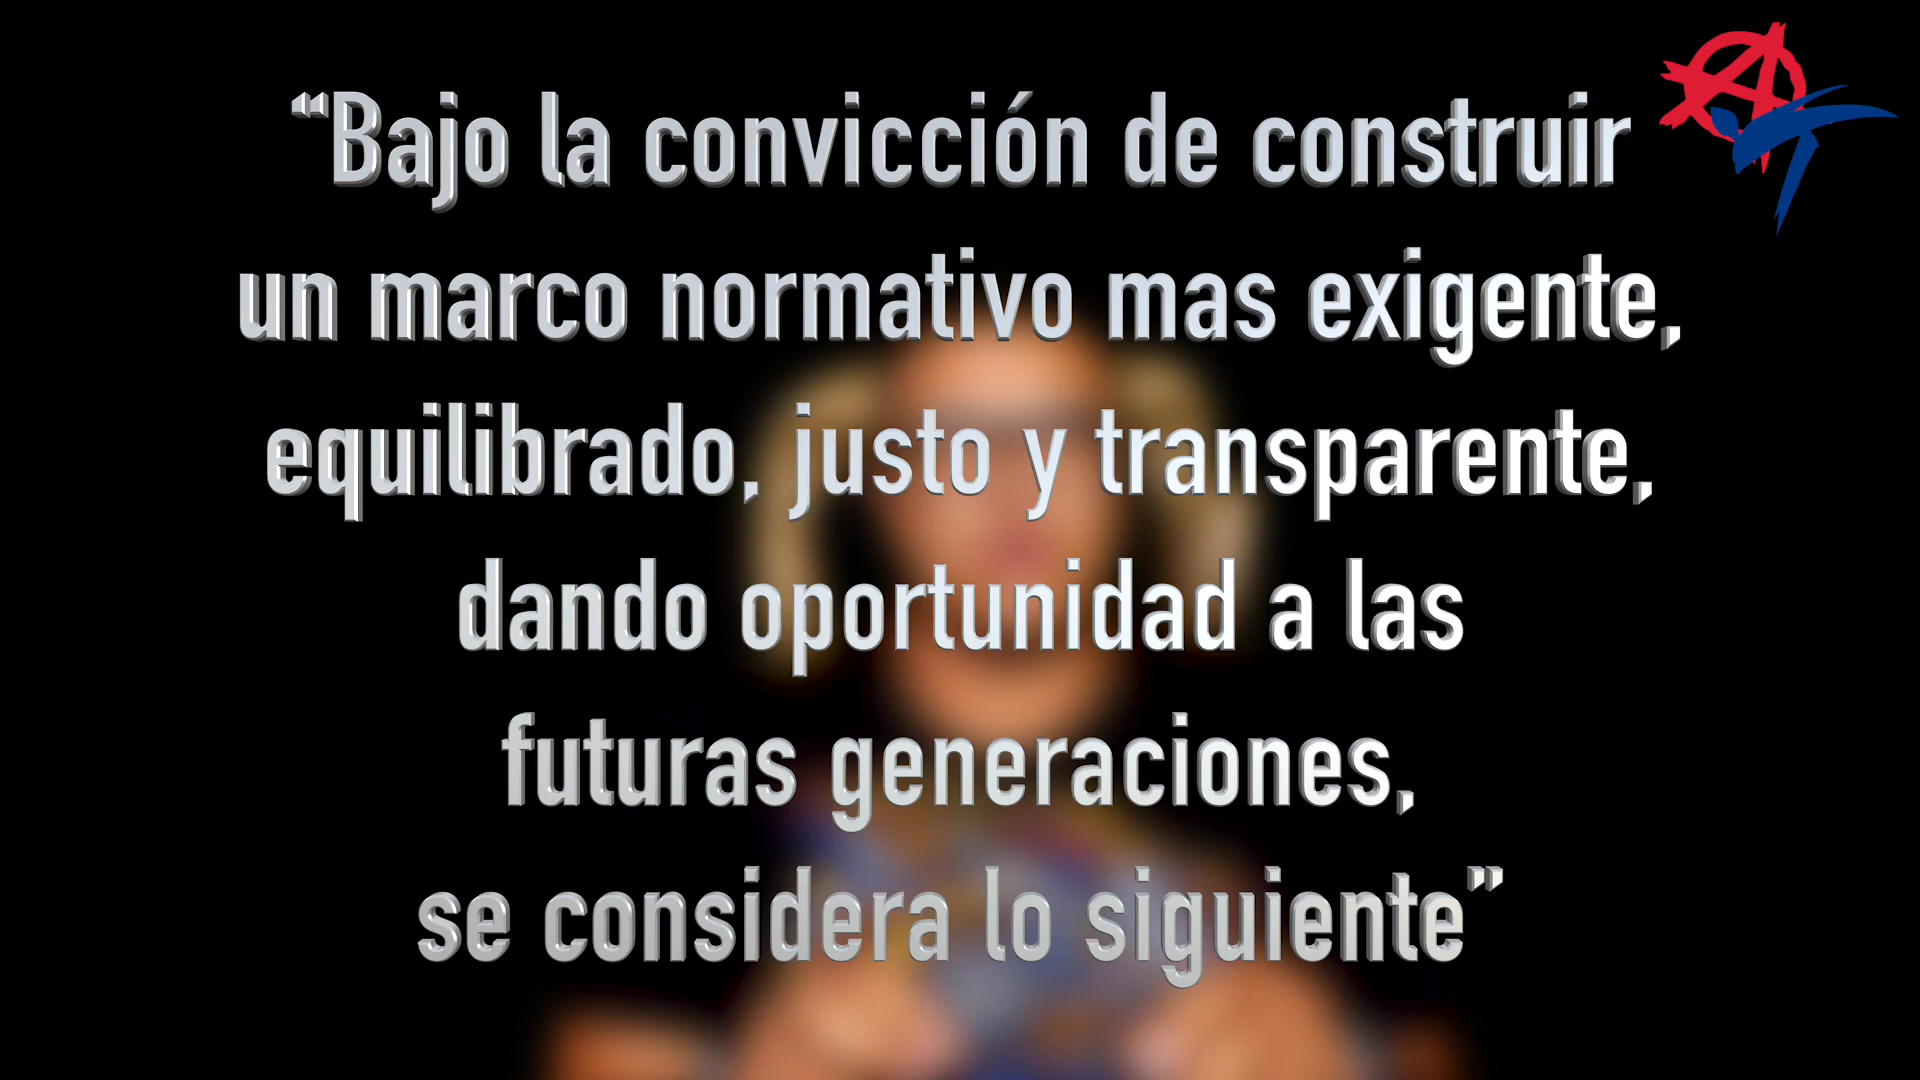 “Bajo la convicción de construir
un marco normativo mas exigente,
equilibrado, justo y transparente,
dando oportunidad a las
futuras generaciones,
se considera lo siguiente”